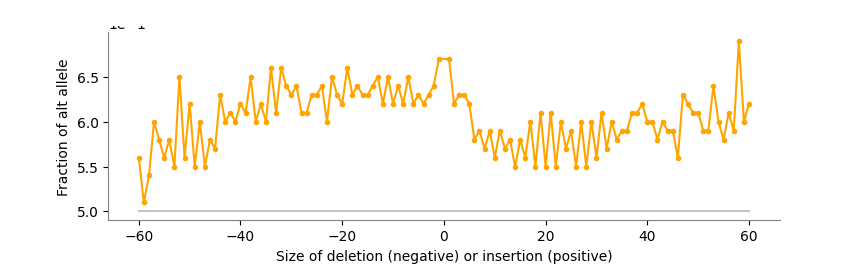 6.5
6.0
5.5
5.0
Fraction of alt allele
−60 −40 −20 0 20 40 60
Size of deletion (negative) or insertion (positive)